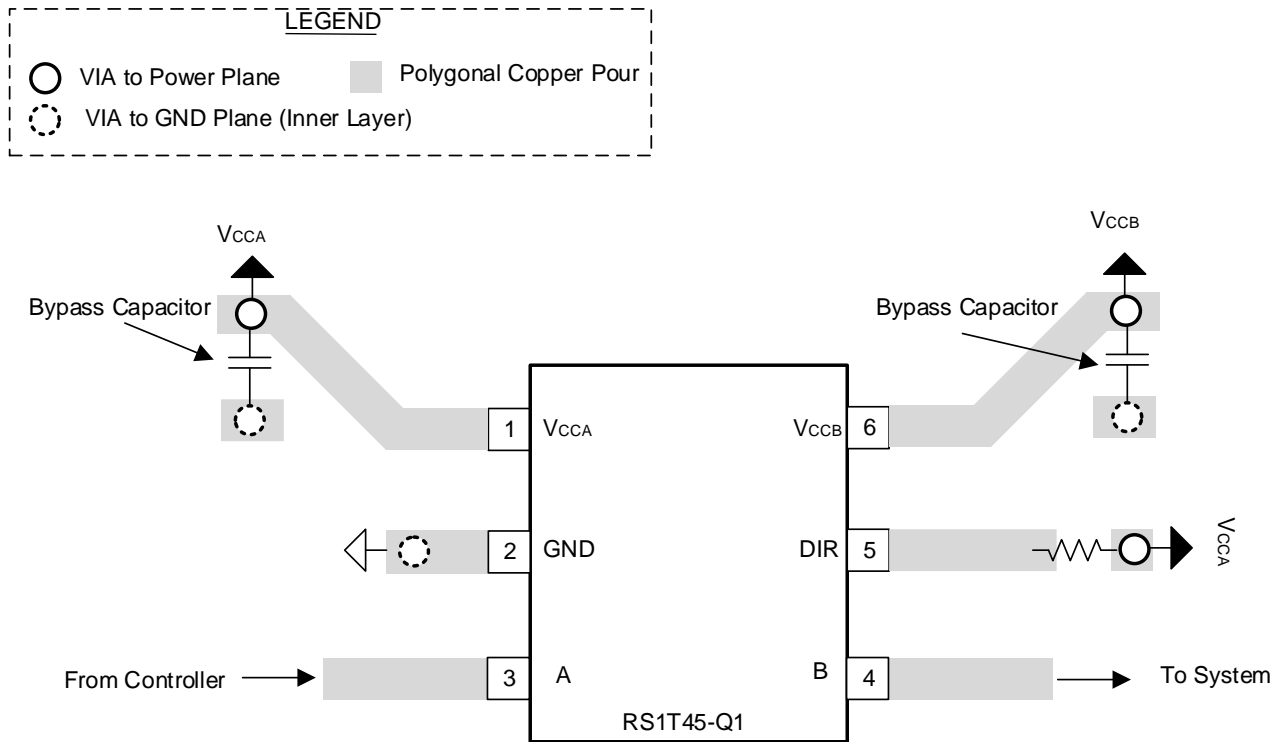 LEGEND
VIA to Power Plane
Polygonal Copper Pour
VIA to GND Plane (Inner Layer)
VCCA
VCCB
Bypass Capacitor
Bypass Capacitor
1
VCCA
VCCB
6
2
GND
DIR
5
VCCA
From Controller
3
A
B
4
To System
RS1T45-Q1